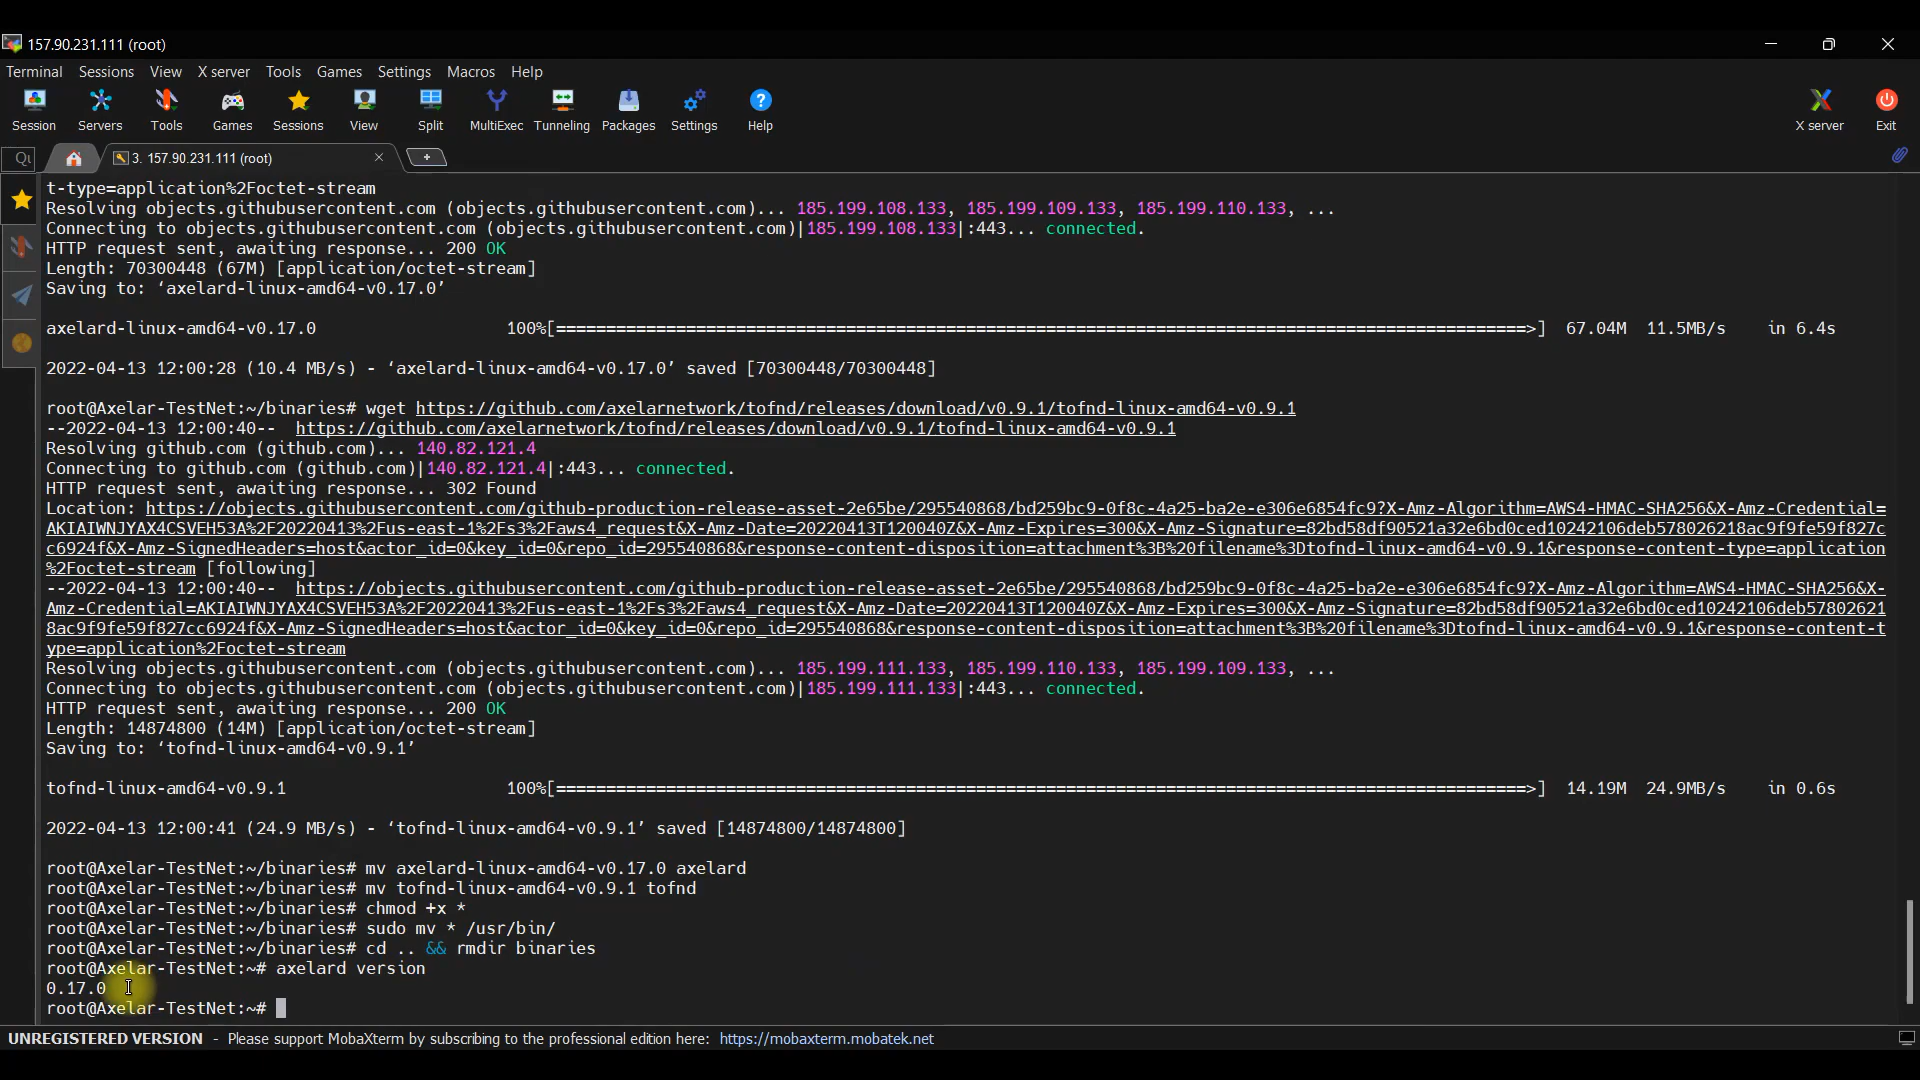 157.90.231.111 (root)
Terminal Sessions View X server Tools Games Settings Macros Help
Session Servers Tools Games Sessions View Split MultiExec Tunneling Packages Settings Help X server Exit
3. 157.90.231.111 (root)
t-type=application%2Foctet-stream
Resolving objects.githubusercontent.com (objects.githubusercontent.com)... 185.199.108.133, 185.199.109.133, 185.199.110.133, ...
Connecting to objects.githubusercontent.com (objects.githubusercontent.com)|185.199.108.133|:443... connected.
HTTP request sent, awaiting response... 200 OK
Length: 70300448 (67M) [application/octet-stream]
Saving to: ‘axelard-linux-amd64-v0.17.0’
axelard-linux-amd64-v0.17.0 100%[=================================================================================================>] 67.04M 11.5MB/s in 6.4s
2022-04-13 12:00:28 (10.4 MB/s) - ‘axelard-linux-amd64-v0.17.0’ saved [70300448/70300448]
root@Axelar-TestNet:~/binaries# wget https://github.com/axelarnetwork/tofnd/releases/download/v0.9.1/tofnd-linux-amd64-v0.9.1
--2022-04-13 12:00:40-- https://github.com/axelarnetwork/tofnd/releases/download/v0.9.1/tofnd-linux-amd64-v0.9.1
Resolving github.com (github.com)... 140.82.121.4
Connecting to github.com (github.com)|140.82.121.4|:443... connected.
HTTP request sent, awaiting response... 302 Found
Location: https://objects.githubusercontent.com/github-production-release-asset-2e65be/295540868/bd259bc9-0f8c-4a25-ba2e-e306e6854fc9?X-Amz-Algorithm=AWS4-HMAC-SHA256&X-Amz-Credential=
AKIAIWNJYAX4CSVEH53A%2F20220413%2Fus-east-1%2Fs3%2Faws4_request&X-Amz-Date=20220413T120040Z&X-Amz-Expires=300&X-Amz-Signature=82bd58df90521a32e6bd0ced10242106deb578026218ac9f9fe59f827c
c6924f&X-Amz-SignedHeaders=host&actor_id=0&key_id=0&repo_id=295540868&response-content-disposition=attachment%3B%20filename%3Dtofnd-linux-amd64-v0.9.1&response-content-type=application
%2Foctet-stream [following]
--2022-04-13 12:00:40-- https://objects.githubusercontent.com/github-production-release-asset-2e65be/295540868/bd259bc9-0f8c-4a25-ba2e-e306e6854fc9?X-Amz-Algorithm=AWS4-HMAC-SHA256&X-
Amz-Credential=AKIAIWNJYAX4CSVEH53A%2F20220413%2Fus-east-1%2Fs3%2Faws4_request&X-Amz-Date=20220413T120040Z&X-Amz-Expires=300&X-Amz-Signature=82bd58df90521a32e6bd0ced10242106deb57802621
8ac9f9fe59f827cc6924f&X-Amz-SignedHeaders=host&actor_id=0&key_id=0&repo_id=295540868&response-content-disposition=attachment%3B%20filename%3Dtofnd-linux-amd64-v0.9.1&response-content-t
ype=application%2Foctet-stream
Resolving objects.githubusercontent.com (objects.githubusercontent.com)... 185.199.111.133, 185.199.110.133, 185.199.109.133, ...
Connecting to objects.githubusercontent.com (objects.githubusercontent.com)|185.199.111.133|:443... connected.
HTTP request sent, awaiting response... 200 OK
Length: 14874800 (14M) [application/octet-stream]
Saving to: ‘tofnd-linux-amd64-v0.9.1’
tofnd-linux-amd64-v0.9.1 100%[=================================================================================================>] 14.19M 24.9MB/s in 0.6s
2022-04-13 12:00:41 (24.9 MB/s) - ‘tofnd-linux-amd64-v0.9.1’ saved [14874800/14874800]
root@Axelar-TestNet:~/binaries# mv axelard-linux-amd64-v0.17.0 axelard
root@Axelar-TestNet:~/binaries# mv tofnd-linux-amd64-v0.9.1 tofnd
root@Axelar-TestNet:~/binaries# chmod +x *
root@Axelar-TestNet:~/binaries# sudo mv * /usr/bin/
root@Axelar-TestNet:~/binaries# cd .. && rmdir binaries
root@Axelar-TestNet:~# axelard version
0.17.0
root@Axelar-TestNet:~#
UNREGISTERED VERSION - Please support MobaXterm by subscribing to the professional edition here: https://mobaxterm.mobatek.net